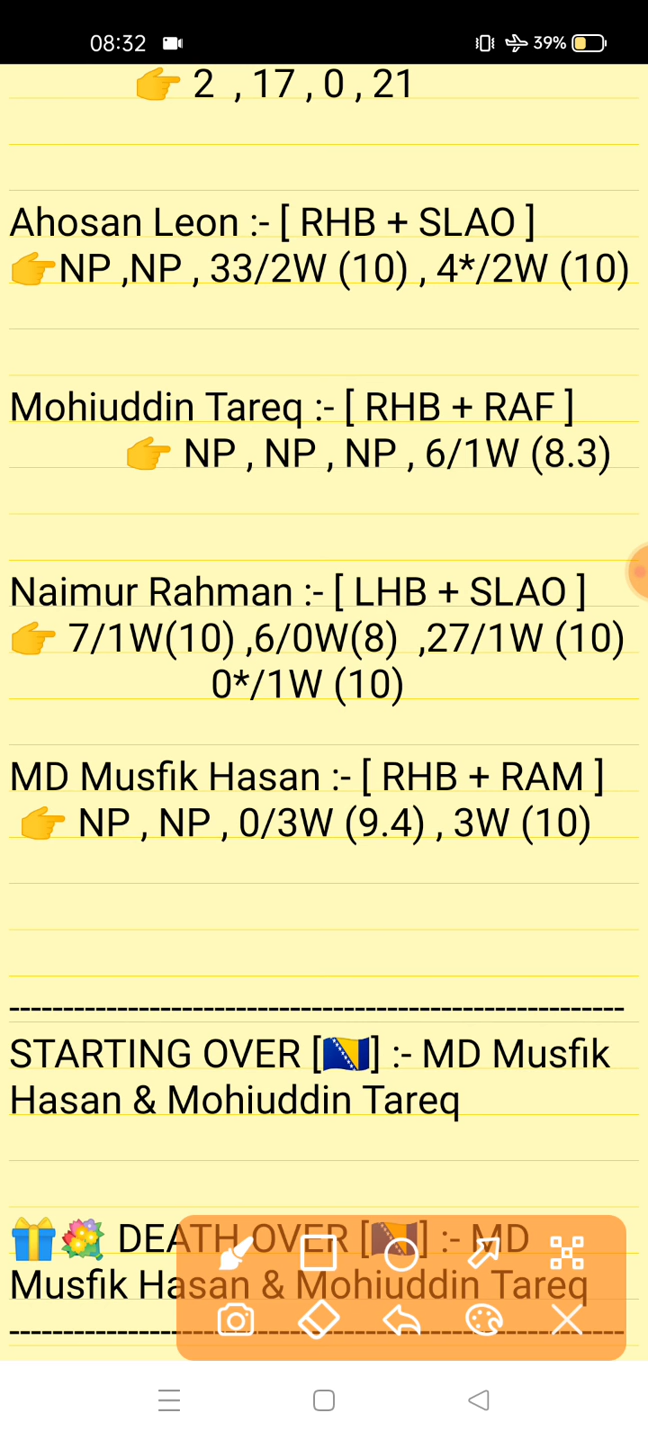 08:32 39%
👉 2 , 17 , 0 , 21
Ahosan Leon :- [ RHB + SLAO ]
👉NP ,NP , 33/2W (10) , 4*/2W (10)
Mohiuddin Tareq :- [ RHB + RAF ]
👉 NP , NP , NP , 6/1W (8.3)
Naimur Rahman :- [ LHB + SLAO ]
👉 7/1W(10) ,6/0W(8) ,27/1W (10)
0*/1W (10)
MD Musfik Hasan :- [ RHB + RAM ]
👉 NP , NP , 0/3W (9.4) , 3W (10)
----------------------------------------------------------
STARTING OVER [🇧🇦] :- MD Musfik
Hasan & Mohiuddin Tareq
🎁💐 DEATH OVER [🇧🇦] :- MD
Musfik Hasan & Mohiuddin Tareq
----------------------------------------------------------